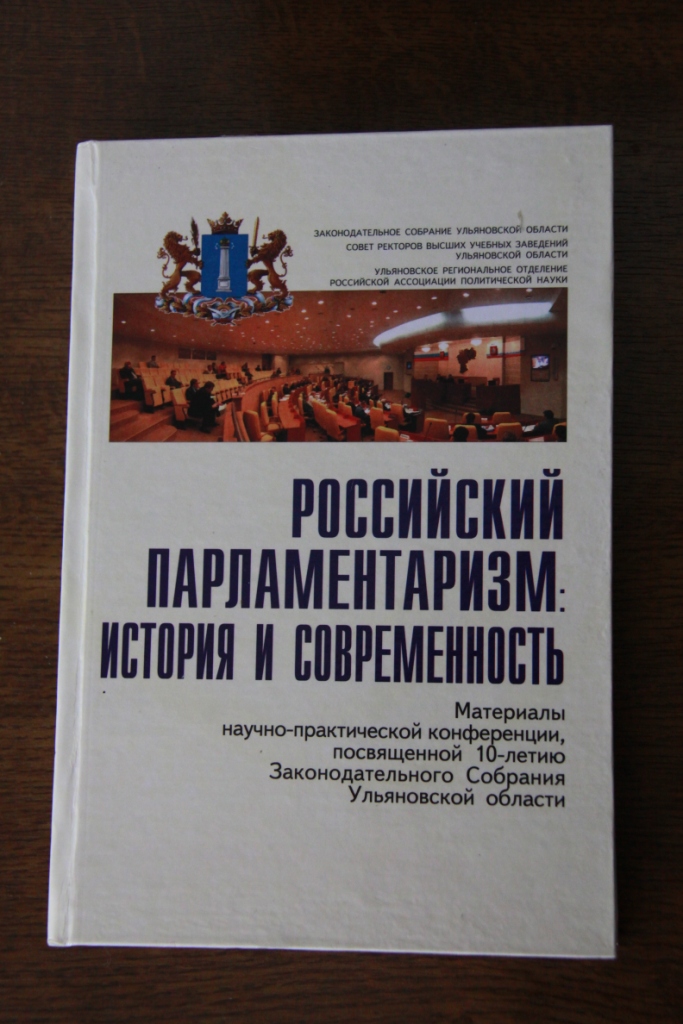 ЗАКОНОДАТЕЛЬНОЕ СОБРАНИЕ УЛЬЯНОВСКОЙ ОБЛАСТИ
СОВЕТ РЕКТОРОВ ВЫСШИХ УЧЕБНЫХ ЗАВЕДЕНИЙ
УЛЬЯНОВСКОЙ ОБЛАСТИ
УЛЬЯНОВСКОЕ РЕГИОНАЛЬНОЕ ОТДЕЛЕНИЕ
РОССИЙСКОЙ АССОЦИАЦИИ ПОЛИТИЧЕСКОЙ НАУКИ
РОССИЙСКИЙ
ПАРЛАМЕНТАРИЗМ:
ИСТОРИЯ И СОВРЕМЕННОСТЬ
Материалы
научно-практической конференции,
посвященной 10-летию
Законодательного Собрания
Ульяновской области